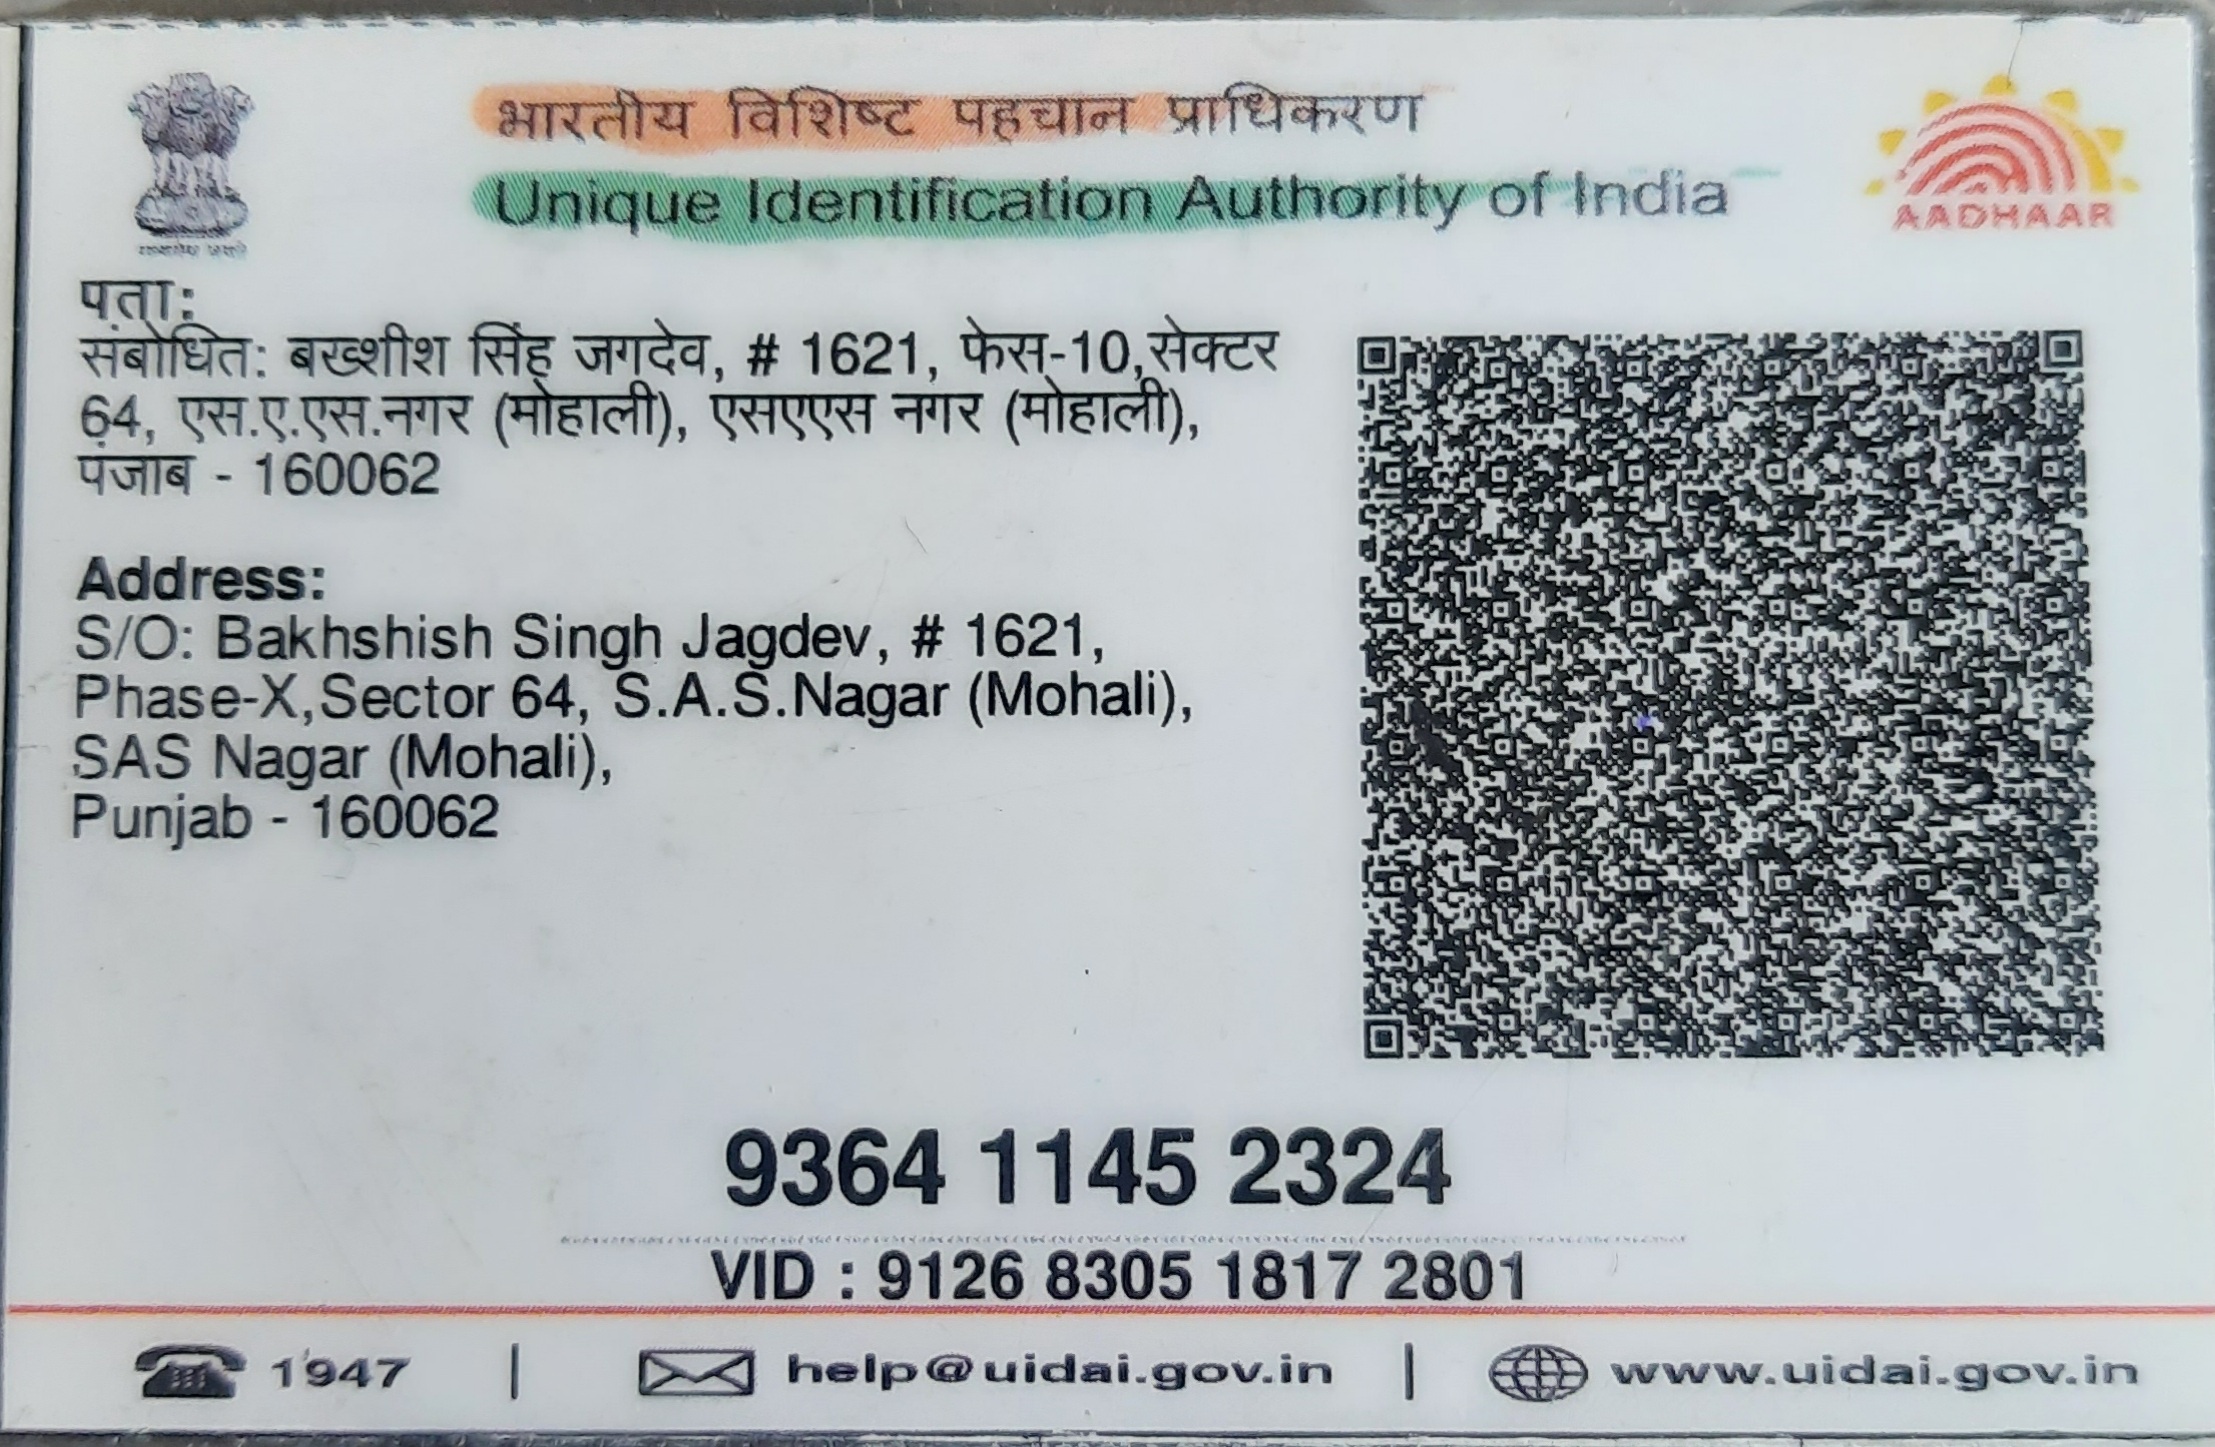 भारतीय विशिष्ट पहचान प्राधिकरण
Unique Identification Authority of India
AADHAAR
पता:
संबोधित: बख्शीश सिंह जगदेव, # 1621, फेस-10,सेक्टर
64, एस.ए.एस.नगर (मोहाली), एसएएस नगर (मोहाली),
पंजाब - 160062
Address:
S/O: Bakhshish Singh Jagdev, # 1621,
Phase-X,Sector 64, S.A.S.Nagar (Mohali),
SAS Nagar (Mohali),
Punjab - 160062
9364 1145 2324
VID : 9126 8305 1817 2801
1947 | help@uidai.gov.in | www.uidai.gov.in